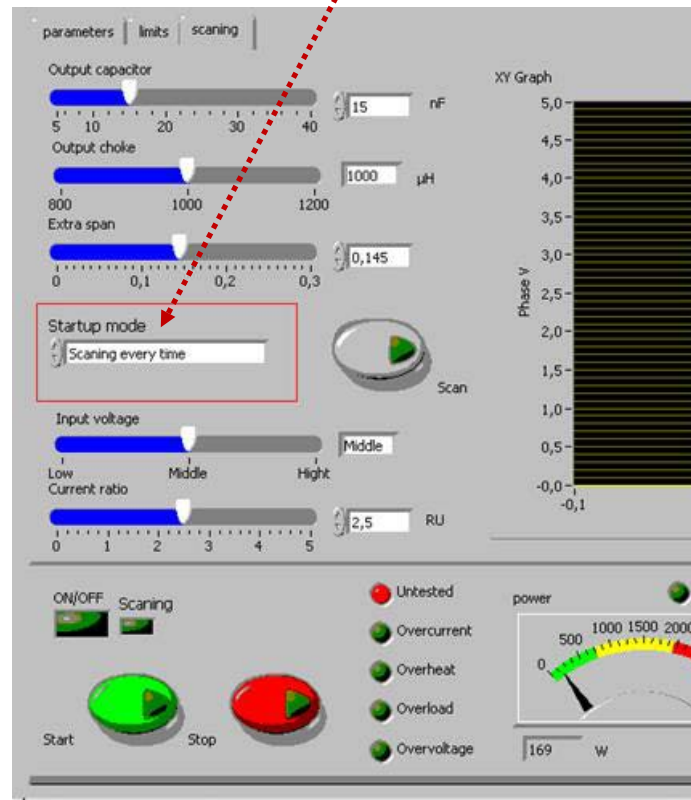 parameters limits scaning
Output capacitor
15 nF
5 10 20 30 40
Output choke
1000 µH
800 1000 1200
Extra span
0,145
0 0,1 0,2 0,3
Startup mode
Scaning every time
Scan
Input voltage
Middle
Low Middle Hight
Current ratio
2,5 RU
0 1 2 3 4 5
XY Graph
Phase V
5,0
4,5
4,0
3,5
3,0
2,5
2,0
1,5
1,0
0,5
-0,0
-0,1
ON/OFF Scaning
Start Stop
Untested
Overcurrent
Overheat
Overload
Overvoltage
power
0 500 1000 1500 2000
169 W